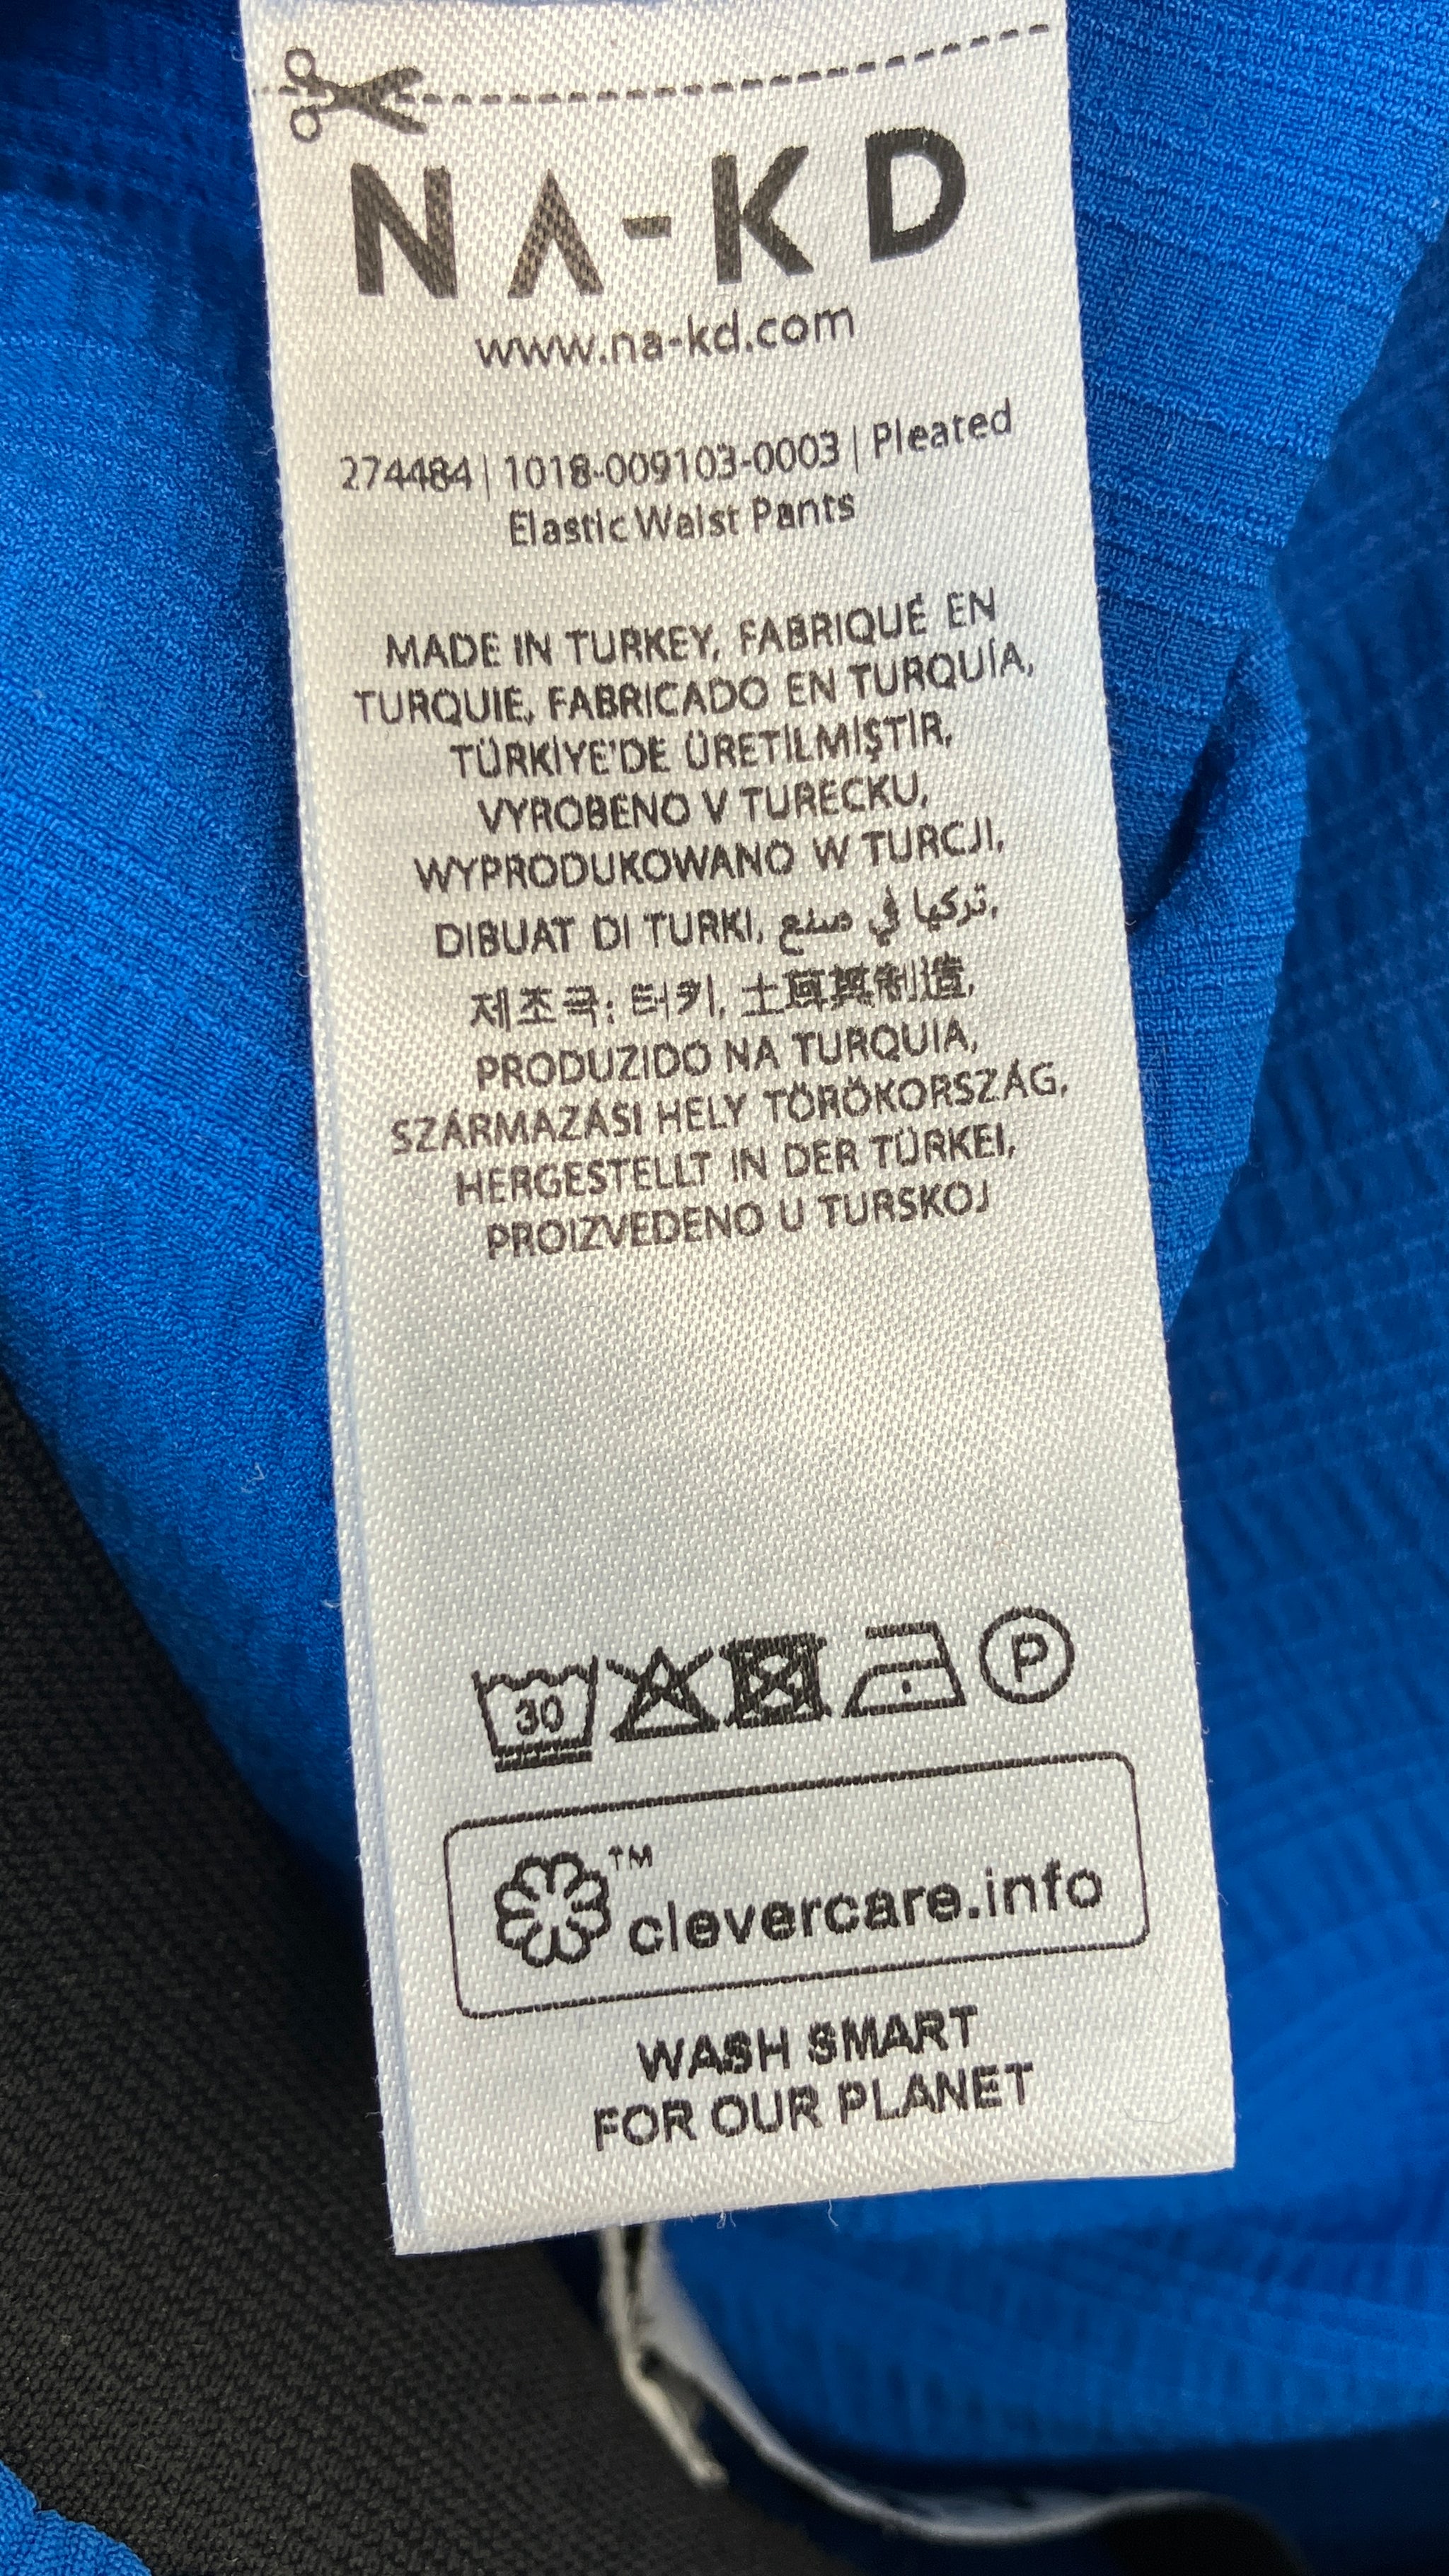 NA-KD
www.na-kd.com
274484 | 1018-009103-0003 | Pleated
Elastic Waist Pants
MADE IN TURKEY, FABRIQUÉ EN
TURQUIE, FABRICADO EN TURQUÍA,
TÜRKİYE'DE ÜRETİLMİŞTİR,
VYROBENO V TURECKU,
WYPRODUKOWANO W TURCJI,
DIBUAT DI TURKI, تركيا في صنع,
제조국: 터키, 土耳其制造,
PRODUZIDO NA TURQUIA,
SZÁRMAZÁSI HELY TÖRÖKORSZÁG,
HERGESTELLT IN DER TÜRKEI,
PROIZVEDENO U TURSKOJ
30 P
™ clevercare.info
WASH SMART
FOR OUR PLANET